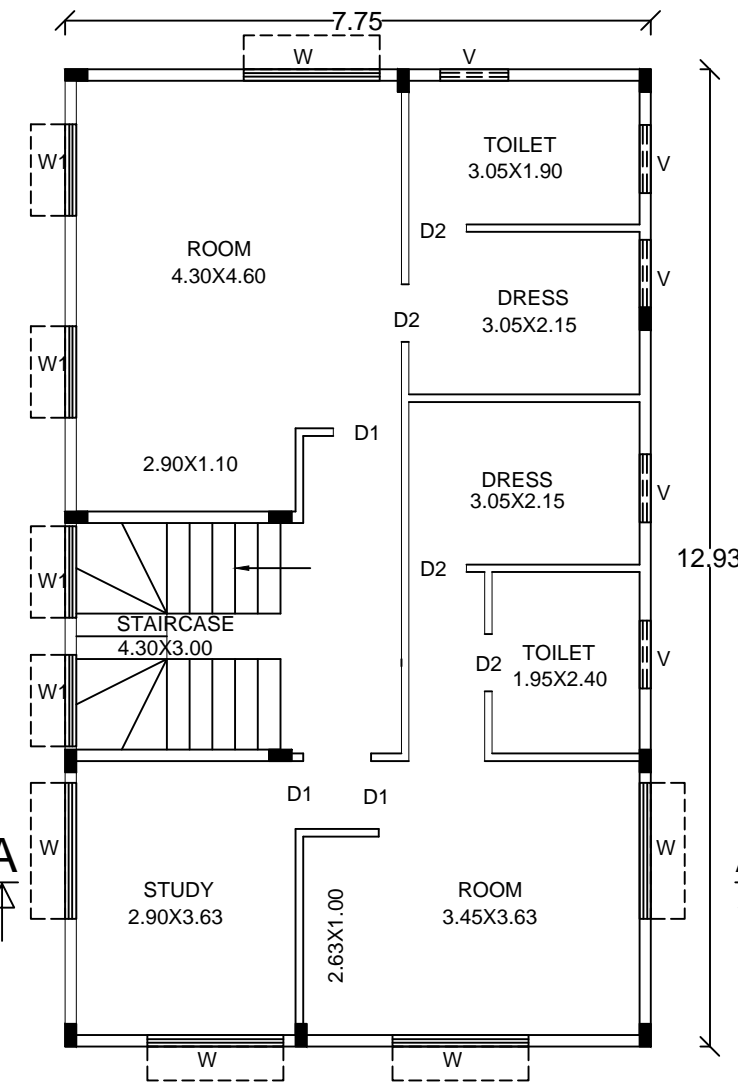 7.75
W
V
W1
TOILET
3.05X1.90
V
D2
ROOM
4.30X4.60
DRESS
3.05X2.15
V
D2
W1
D1
2.90X1.10
DRESS
3.05X2.15
V
12.93
W1
D2
STAIRCASE
4.30X3.00
TOILET
1.95X2.40
V
D2
W1
D1
D1
W
W
A
STUDY
2.90X3.63
2.63X1.00
ROOM
3.45X3.63
W
W